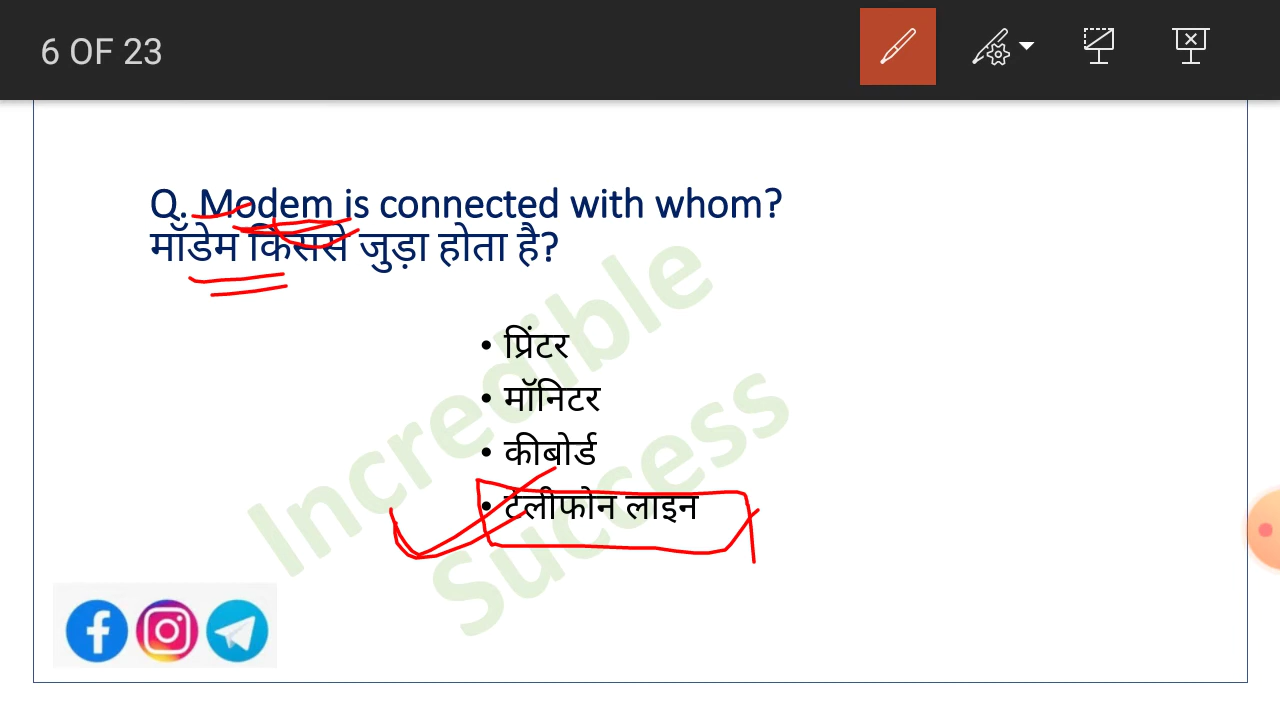 6 OF 23
Q. Modem is connected with whom?
मॉडेम किससे जुड़ा होता है?
• प्रिंटर
• मॉनिटर
• कीबोर्ड
• टेलीफोन लाइन
Incredible
Success